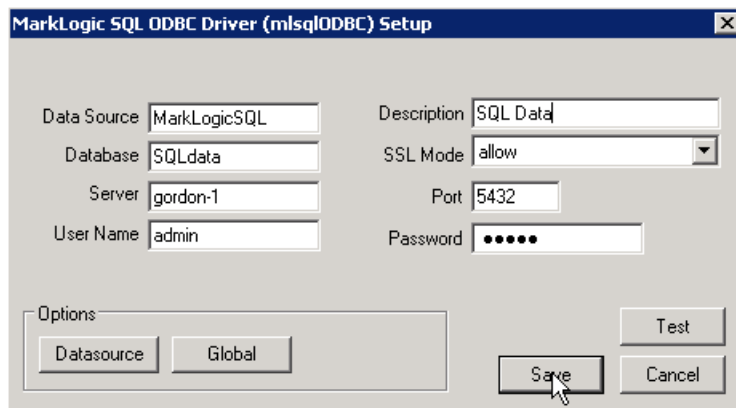 MarkLogic SQL ODBC Driver (mlsqlODBC) Setup
Data Source MarkLogicSQL
Description SQL Data
Database SQLdata
SSL Mode allow
Server gordon-1
Port 5432
User Name admin
Password •••••
Options
Datasource Global
Test
Save Cancel